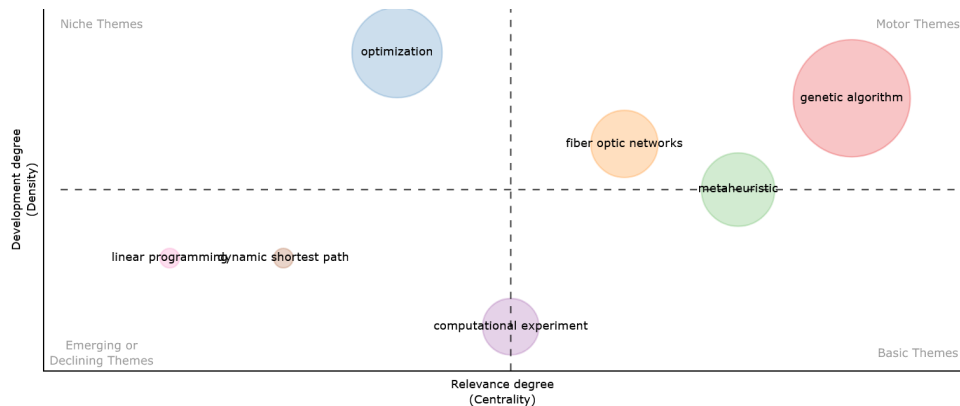 Niche Themes
Motor Themes
optimization
genetic algorithm
fiber optic networks
metaheuristic
linear programming
dynamic shortest path
computational experiment
Emerging or
Declining Themes
Basic Themes
Development degree
(Density)
Relevance degree
(Centrality)